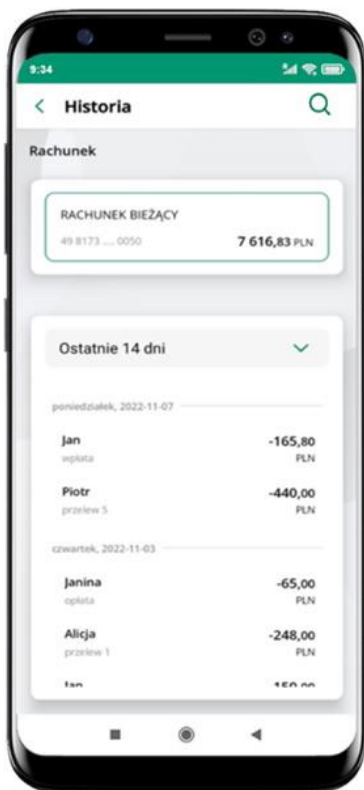 9:34
Historia
Rachunek
RACHUNEK BIEŻĄCY
49 8173 .... 0050
7 616,83 PLN
Ostatnie 14 dni
poniedziałek, 2022-11-07
Jan -165,80
wpłata PLN
Piotr -440,00
przelew 5 PLN
czwartek, 2022-11-03
Janina -65,00
opłata PLN
Alicja -248,00
przelew 1 PLN